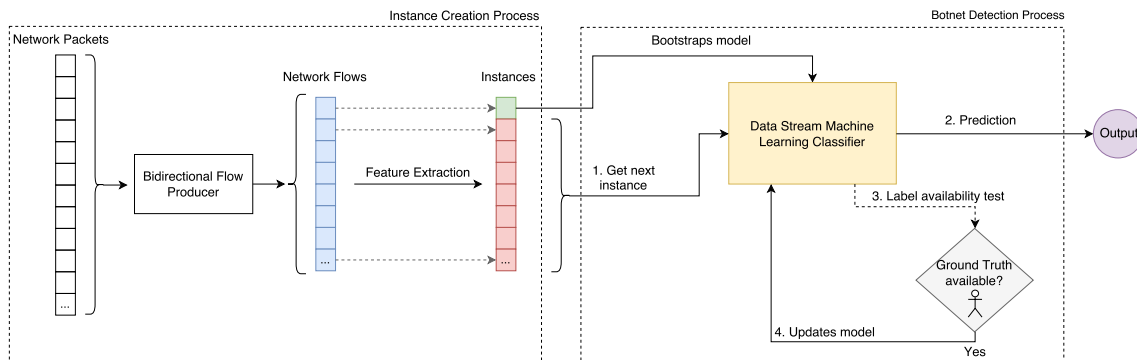 Instance Creation Process
Botnet Detection Process
Network Packets
...
Bidirectional Flow
Producer
Network Flows
...
Feature Extraction
Instances
...
Bootstraps model
1. Get next
instance
Data Stream Machine
Learning Classifier
2. Prediction
Output
3. Label availability test
Ground Truth
available?
4. Updates model
Yes